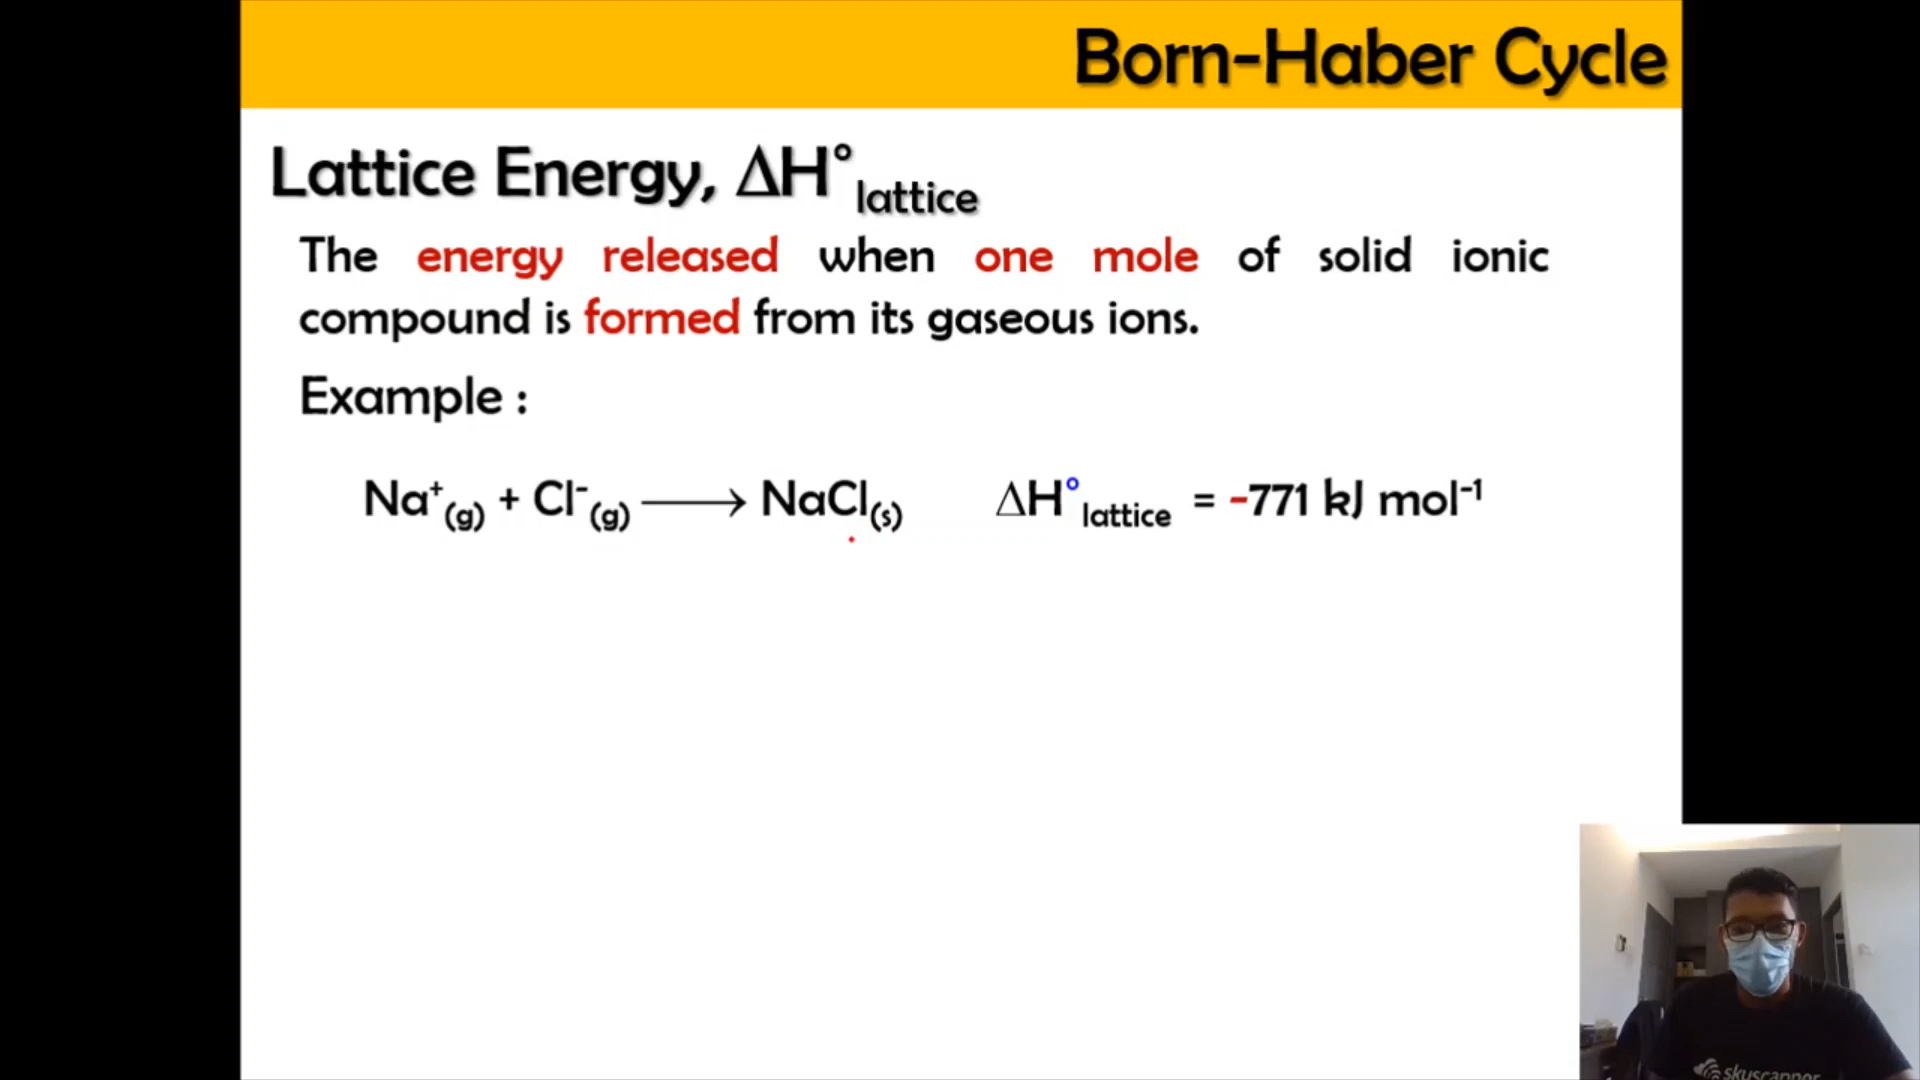 Born-Haber Cycle
Lattice Energy, ΔH°lattice
The energy released when one mole of solid ionic
compound is formed from its gaseous ions.
Example :
Na⁺(g) + Cl⁻(g) ⟶ NaCl(s) ΔH°lattice = -771 kJ mol⁻¹
skyscanner